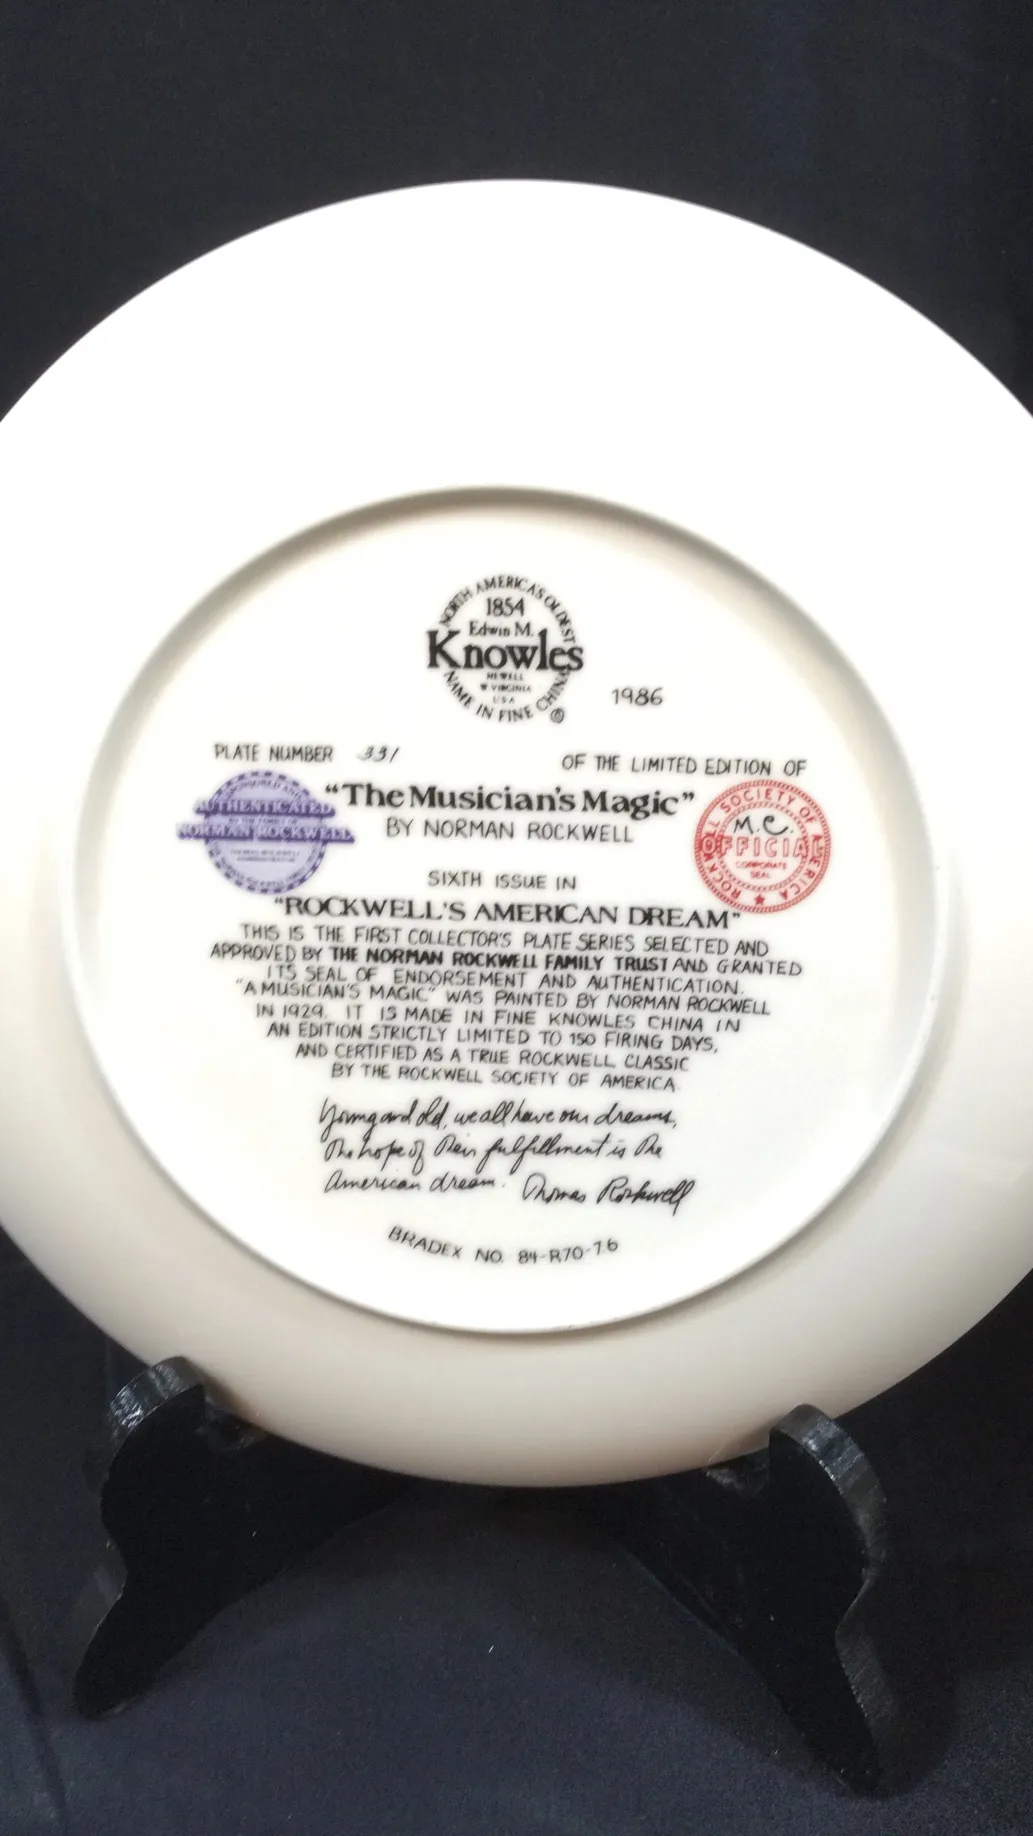 NORTH AMERICA'S OLDEST
1854
Edwin M.
Knowles
NEWELL
W VIRGINIA
USA
NAME IN FINE CHINA
©
1986
PLATE NUMBER 331 OF THE LIMITED EDITION OF
"The Musician's Magic"
BY NORMAN ROCKWELL
AUTHENTICATED
NORMAN ROCKWELL
ROCKWELL SOCIETY OF AMERICA
M.C.
OFFICIAL
CORPORATE
SEAL
SIXTH ISSUE IN
"ROCKWELL'S AMERICAN DREAM"
THIS IS THE FIRST COLLECTOR'S PLATE SERIES SELECTED AND
APPROVED BY THE NORMAN ROCKWELL FAMILY TRUST AND GRANTED
ITS SEAL OF ENDORSEMENT AND AUTHENTICATION.
"A MUSICIAN'S MAGIC" WAS PAINTED BY NORMAN ROCKWELL
IN 1929. IT IS MADE IN FINE KNOWLES CHINA IN
AN EDITION STRICTLY LIMITED TO 150 FIRING DAYS,
AND CERTIFIED AS A TRUE ROCKWELL CLASSIC
BY THE ROCKWELL SOCIETY OF AMERICA.
Young and old, we all have our dreams,
The hope of their fulfillment is the
American dream. Thomas Rockwell
BRADEX NO. 84-R70-7.6